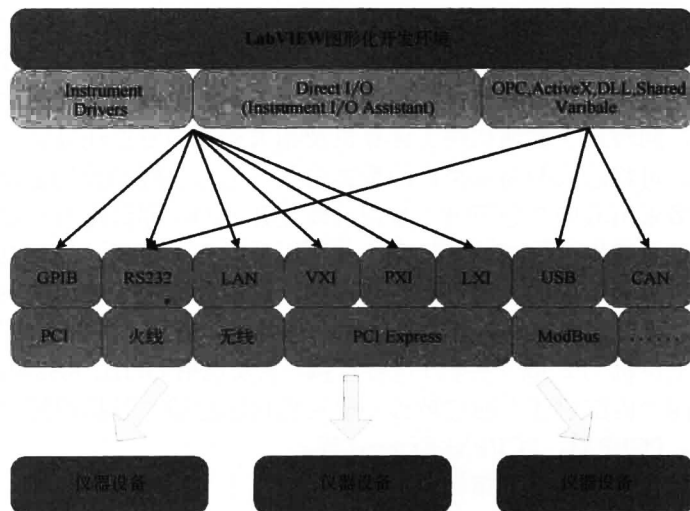 LabVIEW图形化开发环境
Instrument
Drivers
Direct I/O
(Instsument I/O Assistant)
OPC,ActiveX,DLL,Shared
Varibale
GPIB
RS232
LAN
VXI
PXI
LXI
USB
CAN
PCI
火线
无线
PCI Express
ModBus
.......
仪器设备
仪器设备
仪器设备